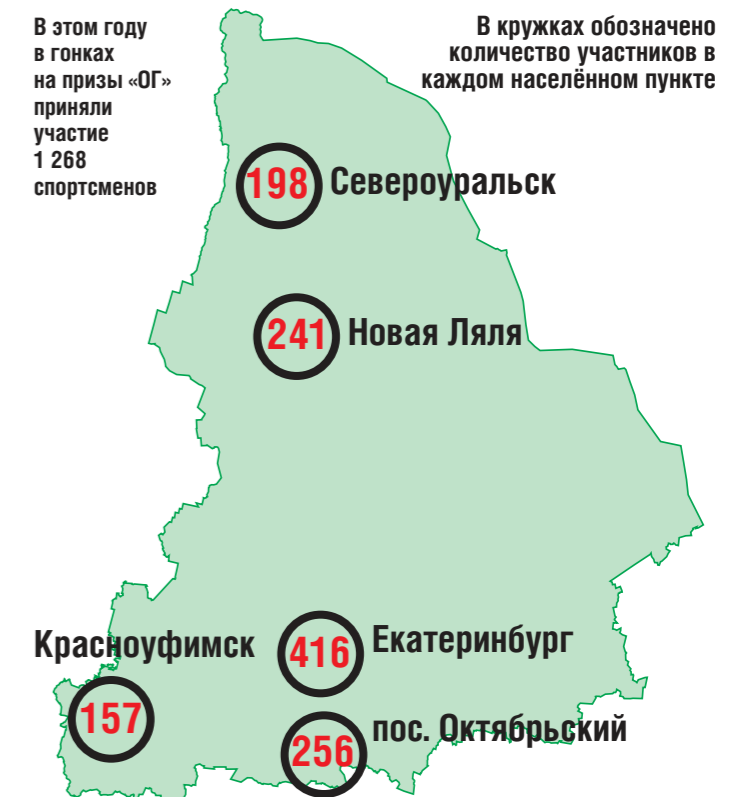 В этом году
в гонках
на призы «ОГ»
приняли
участие
1 268
спортсменов
В кружках обозначено
количество участников в
каждом населённом пункте
198 Североуральск
241 Новая Ляля
Красноуфимск
157
416 Екатеринбург
256 пос. Октябрьский